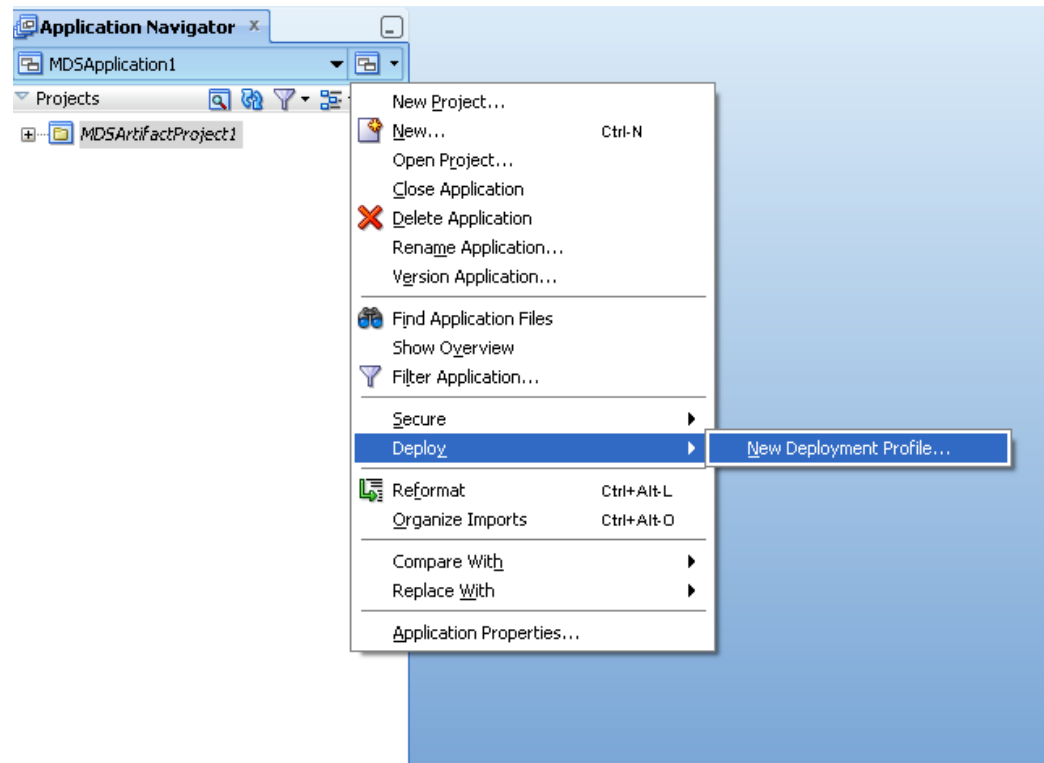 Application Navigator
MDSApplication1
Projects
MDSArtifactProject1
New Project...
New... Ctrl-N
Open Project...
Close Application
Delete Application
Rename Application...
Version Application...
Find Application Files
Show Overview
Filter Application...
Secure
Deploy
New Deployment Profile...
Reformat Ctrl+Alt-L
Organize Imports Ctrl+Alt-O
Compare With
Replace With
Application Properties...